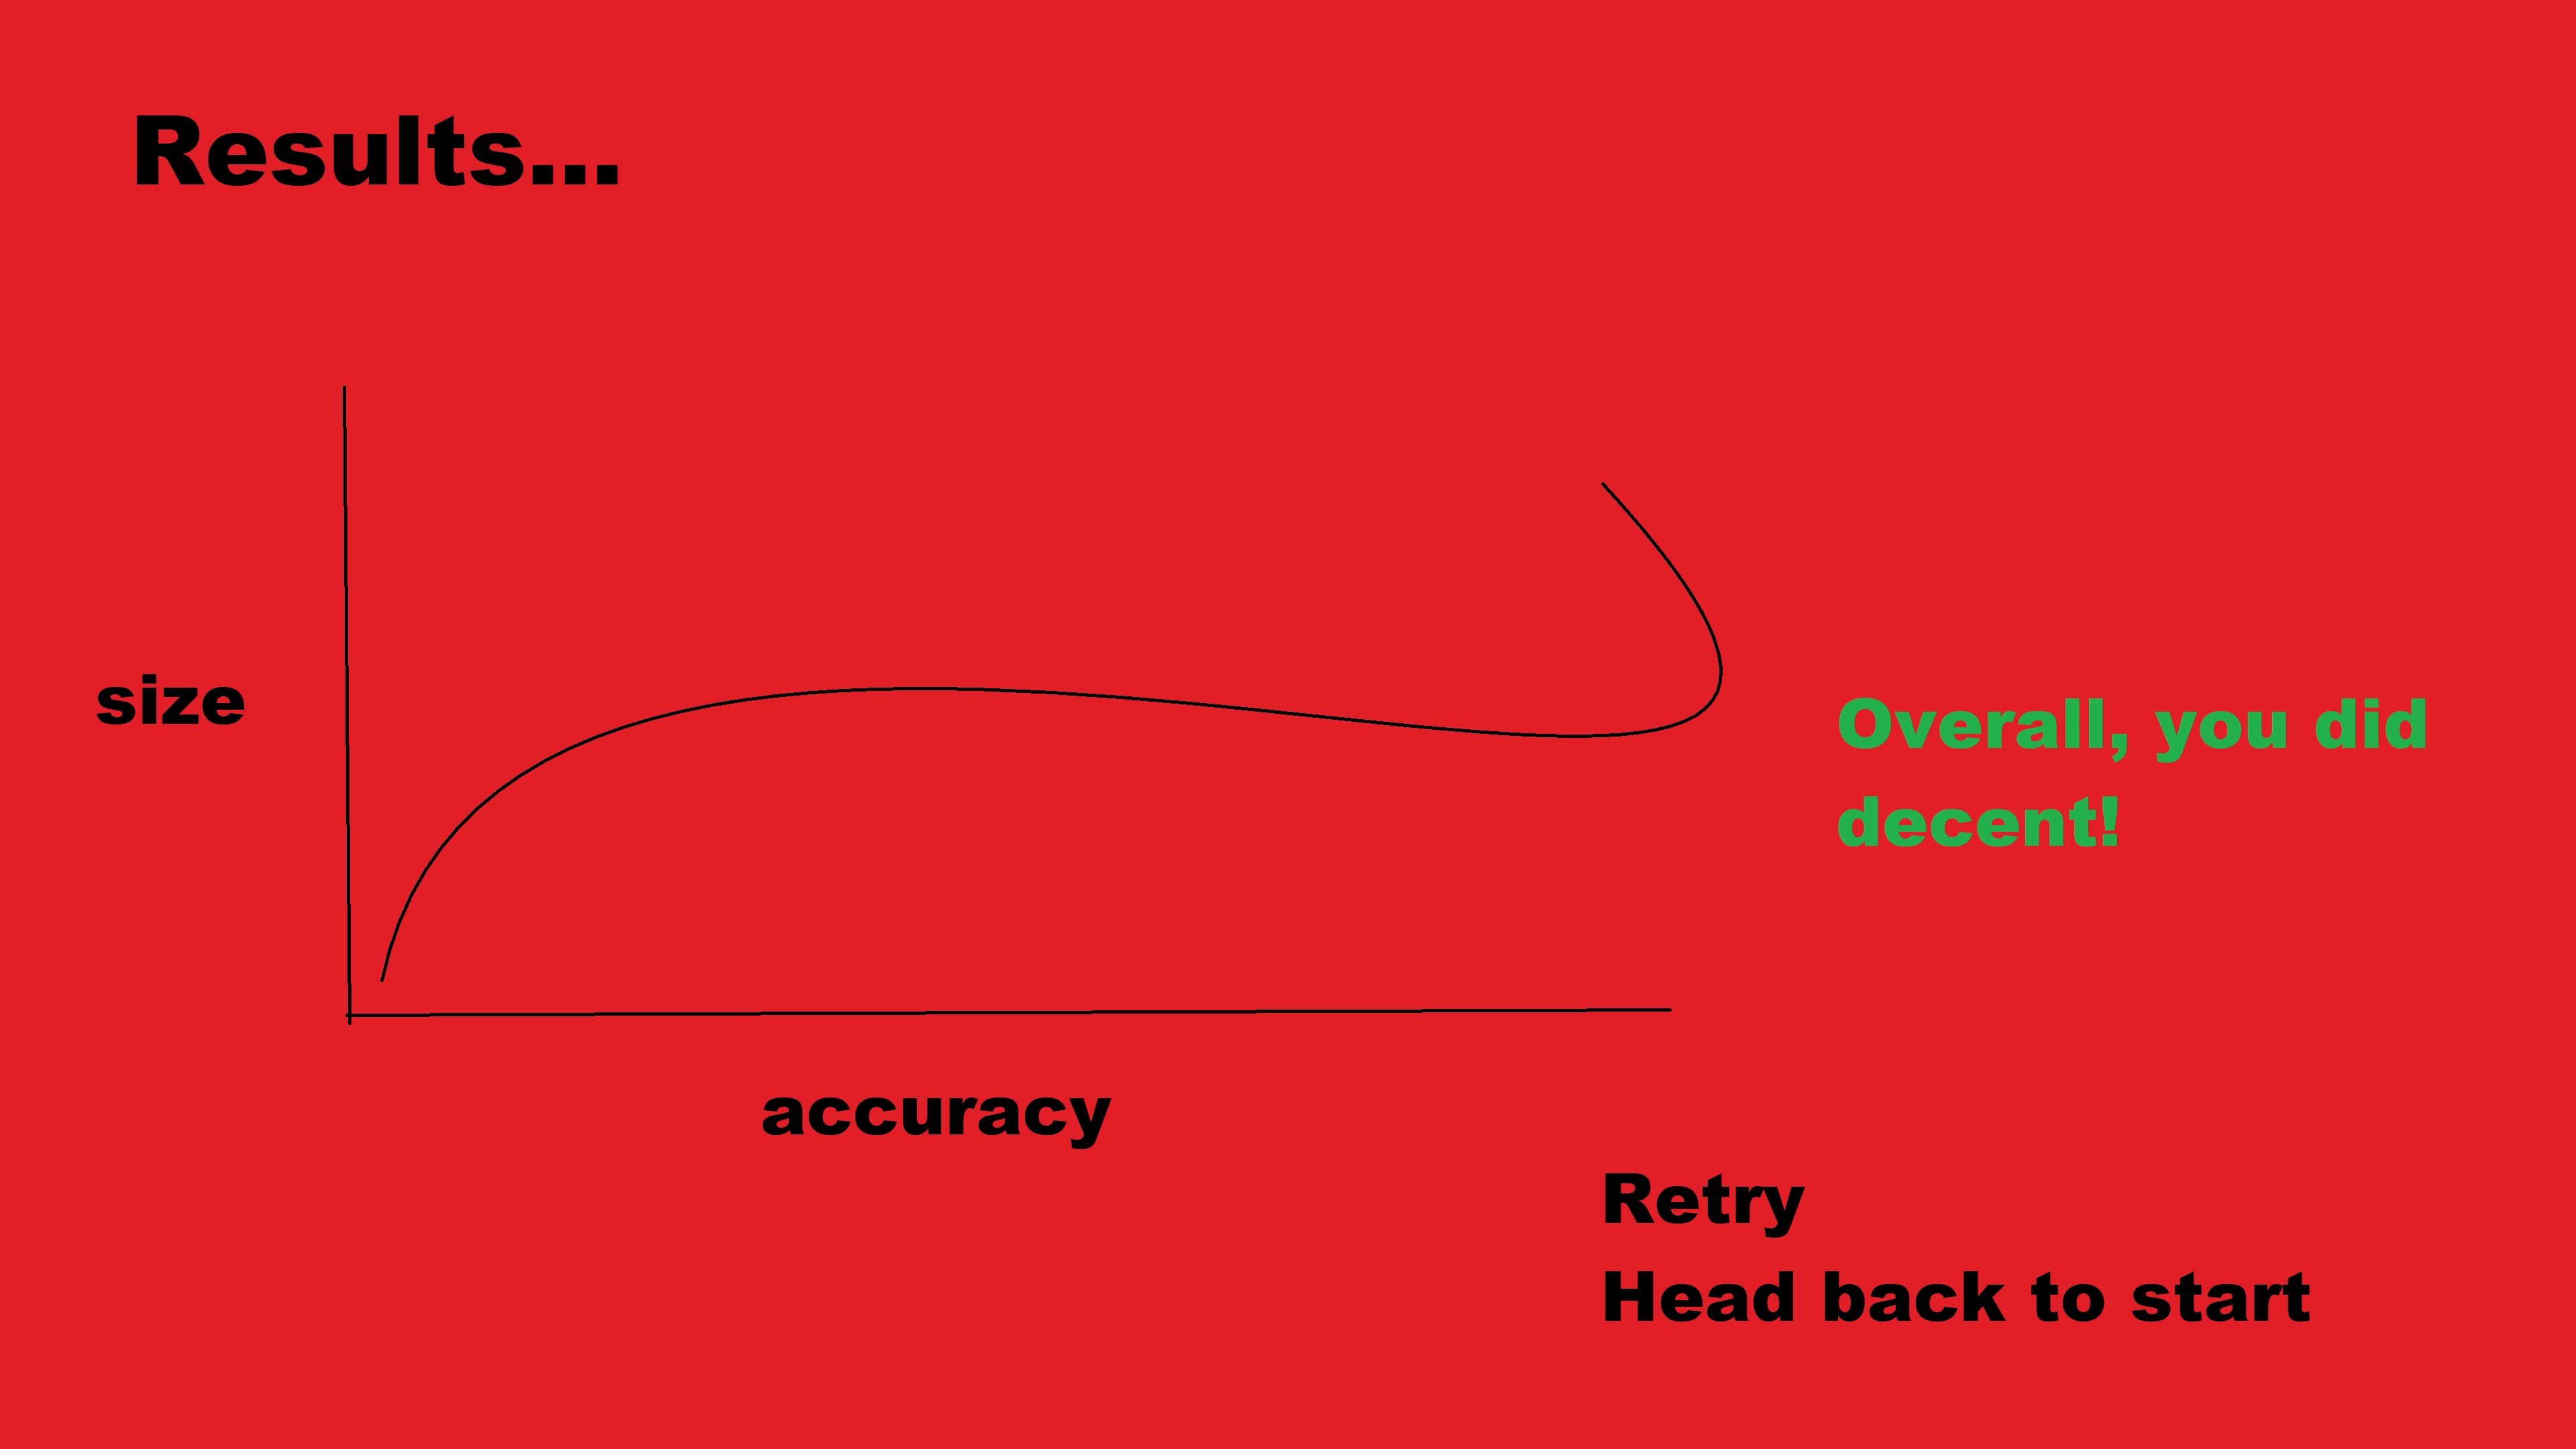 Results...
size
Overall, you did
decent!
accuracy
Retry
Head back to start